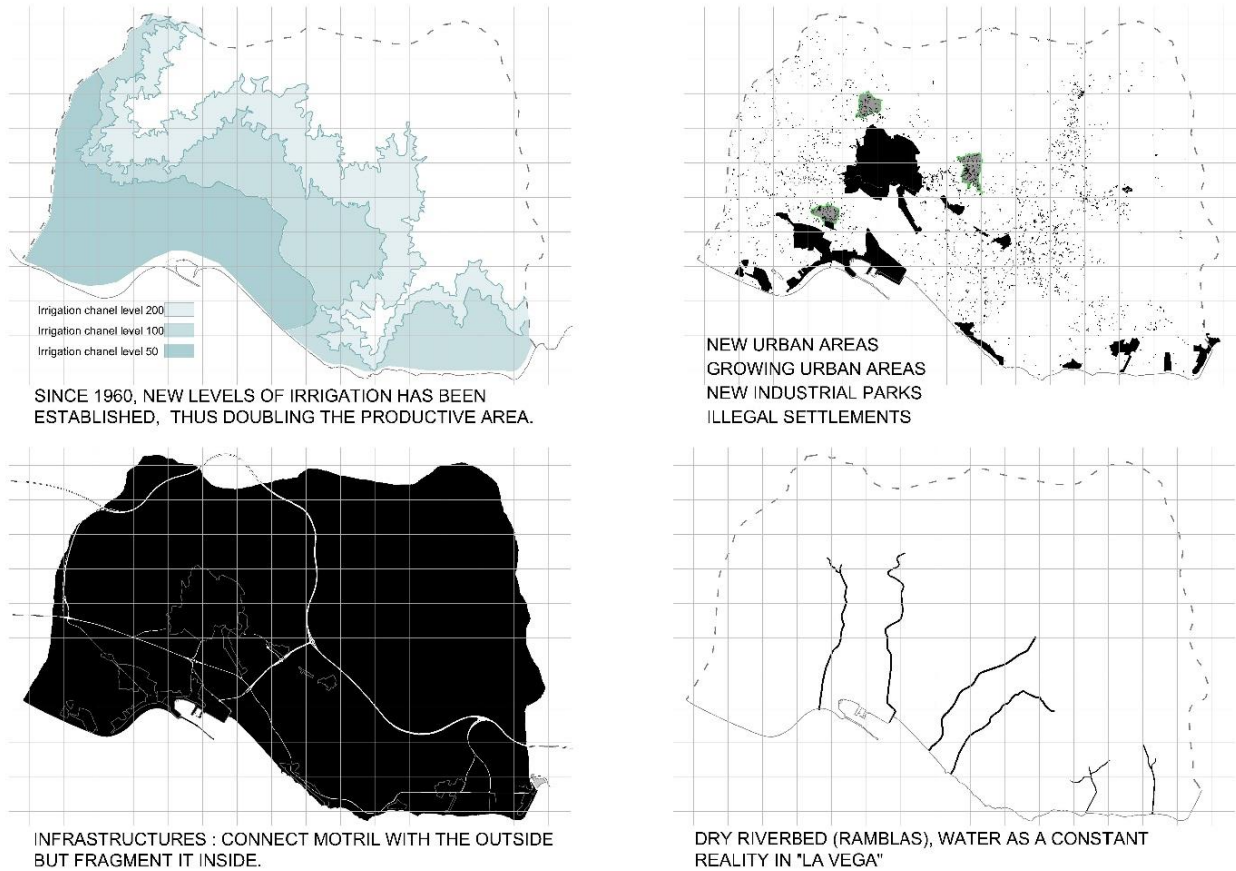 Irrigation chanel level 200
Irrigation chanel level 100
Irrigation chanel level 50
SINCE 1960, NEW LEVELS OF IRRIGATION HAS BEEN
ESTABLISHED, THUS DOUBLING THE PRODUCTIVE AREA.
NEW URBAN AREAS
GROWING URBAN AREAS
NEW INDUSTRIAL PARKS
ILLEGAL SETTLEMENTS
INFRASTRUCTURES : CONNECT MOTRIL WITH THE OUTSIDE
BUT FRAGMENT IT INSIDE.
DRY RIVERBED (RAMBLAS), WATER AS A CONSTANT
REALITY IN "LA VEGA"